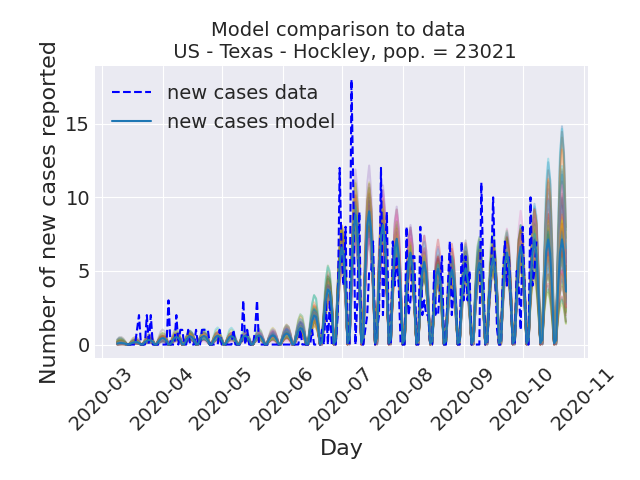 Model comparison to data
US - Texas - Hockley, pop. = 23021
Number of new cases reported
new cases data
new cases model
15
10
5
0
2020-03
2020-04
2020-05
2020-06
2020-07
2020-08
2020-09
2020-10
2020-11
Day